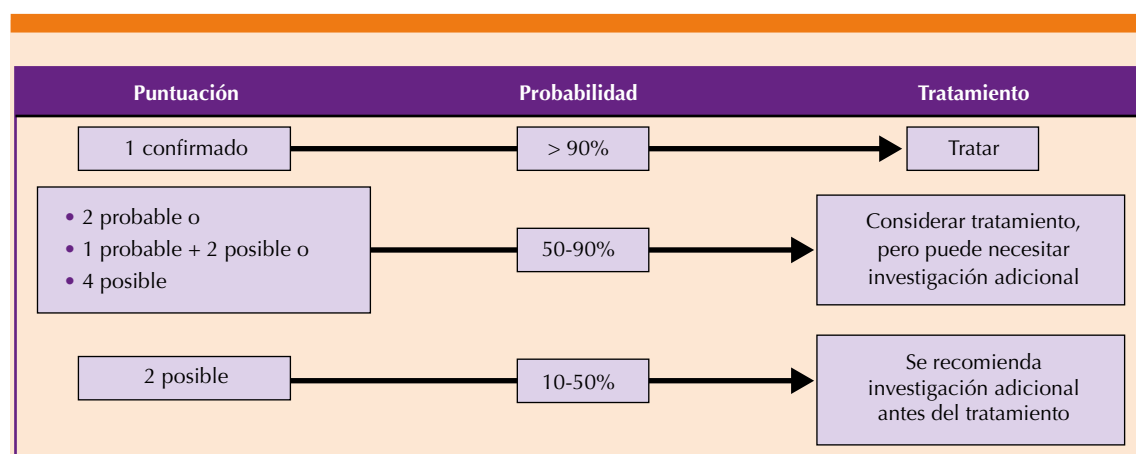 Puntuación Probabilidad Tratamiento
1 confirmado > 90% Tratar
• 2 probable o
• 1 probable + 2 posible o
• 4 posible
50-90%
Considerar tratamiento,
pero puede necesitar
investigación adicional
2 posible 10-50%
Se recomienda
investigación adicional
antes del tratamiento